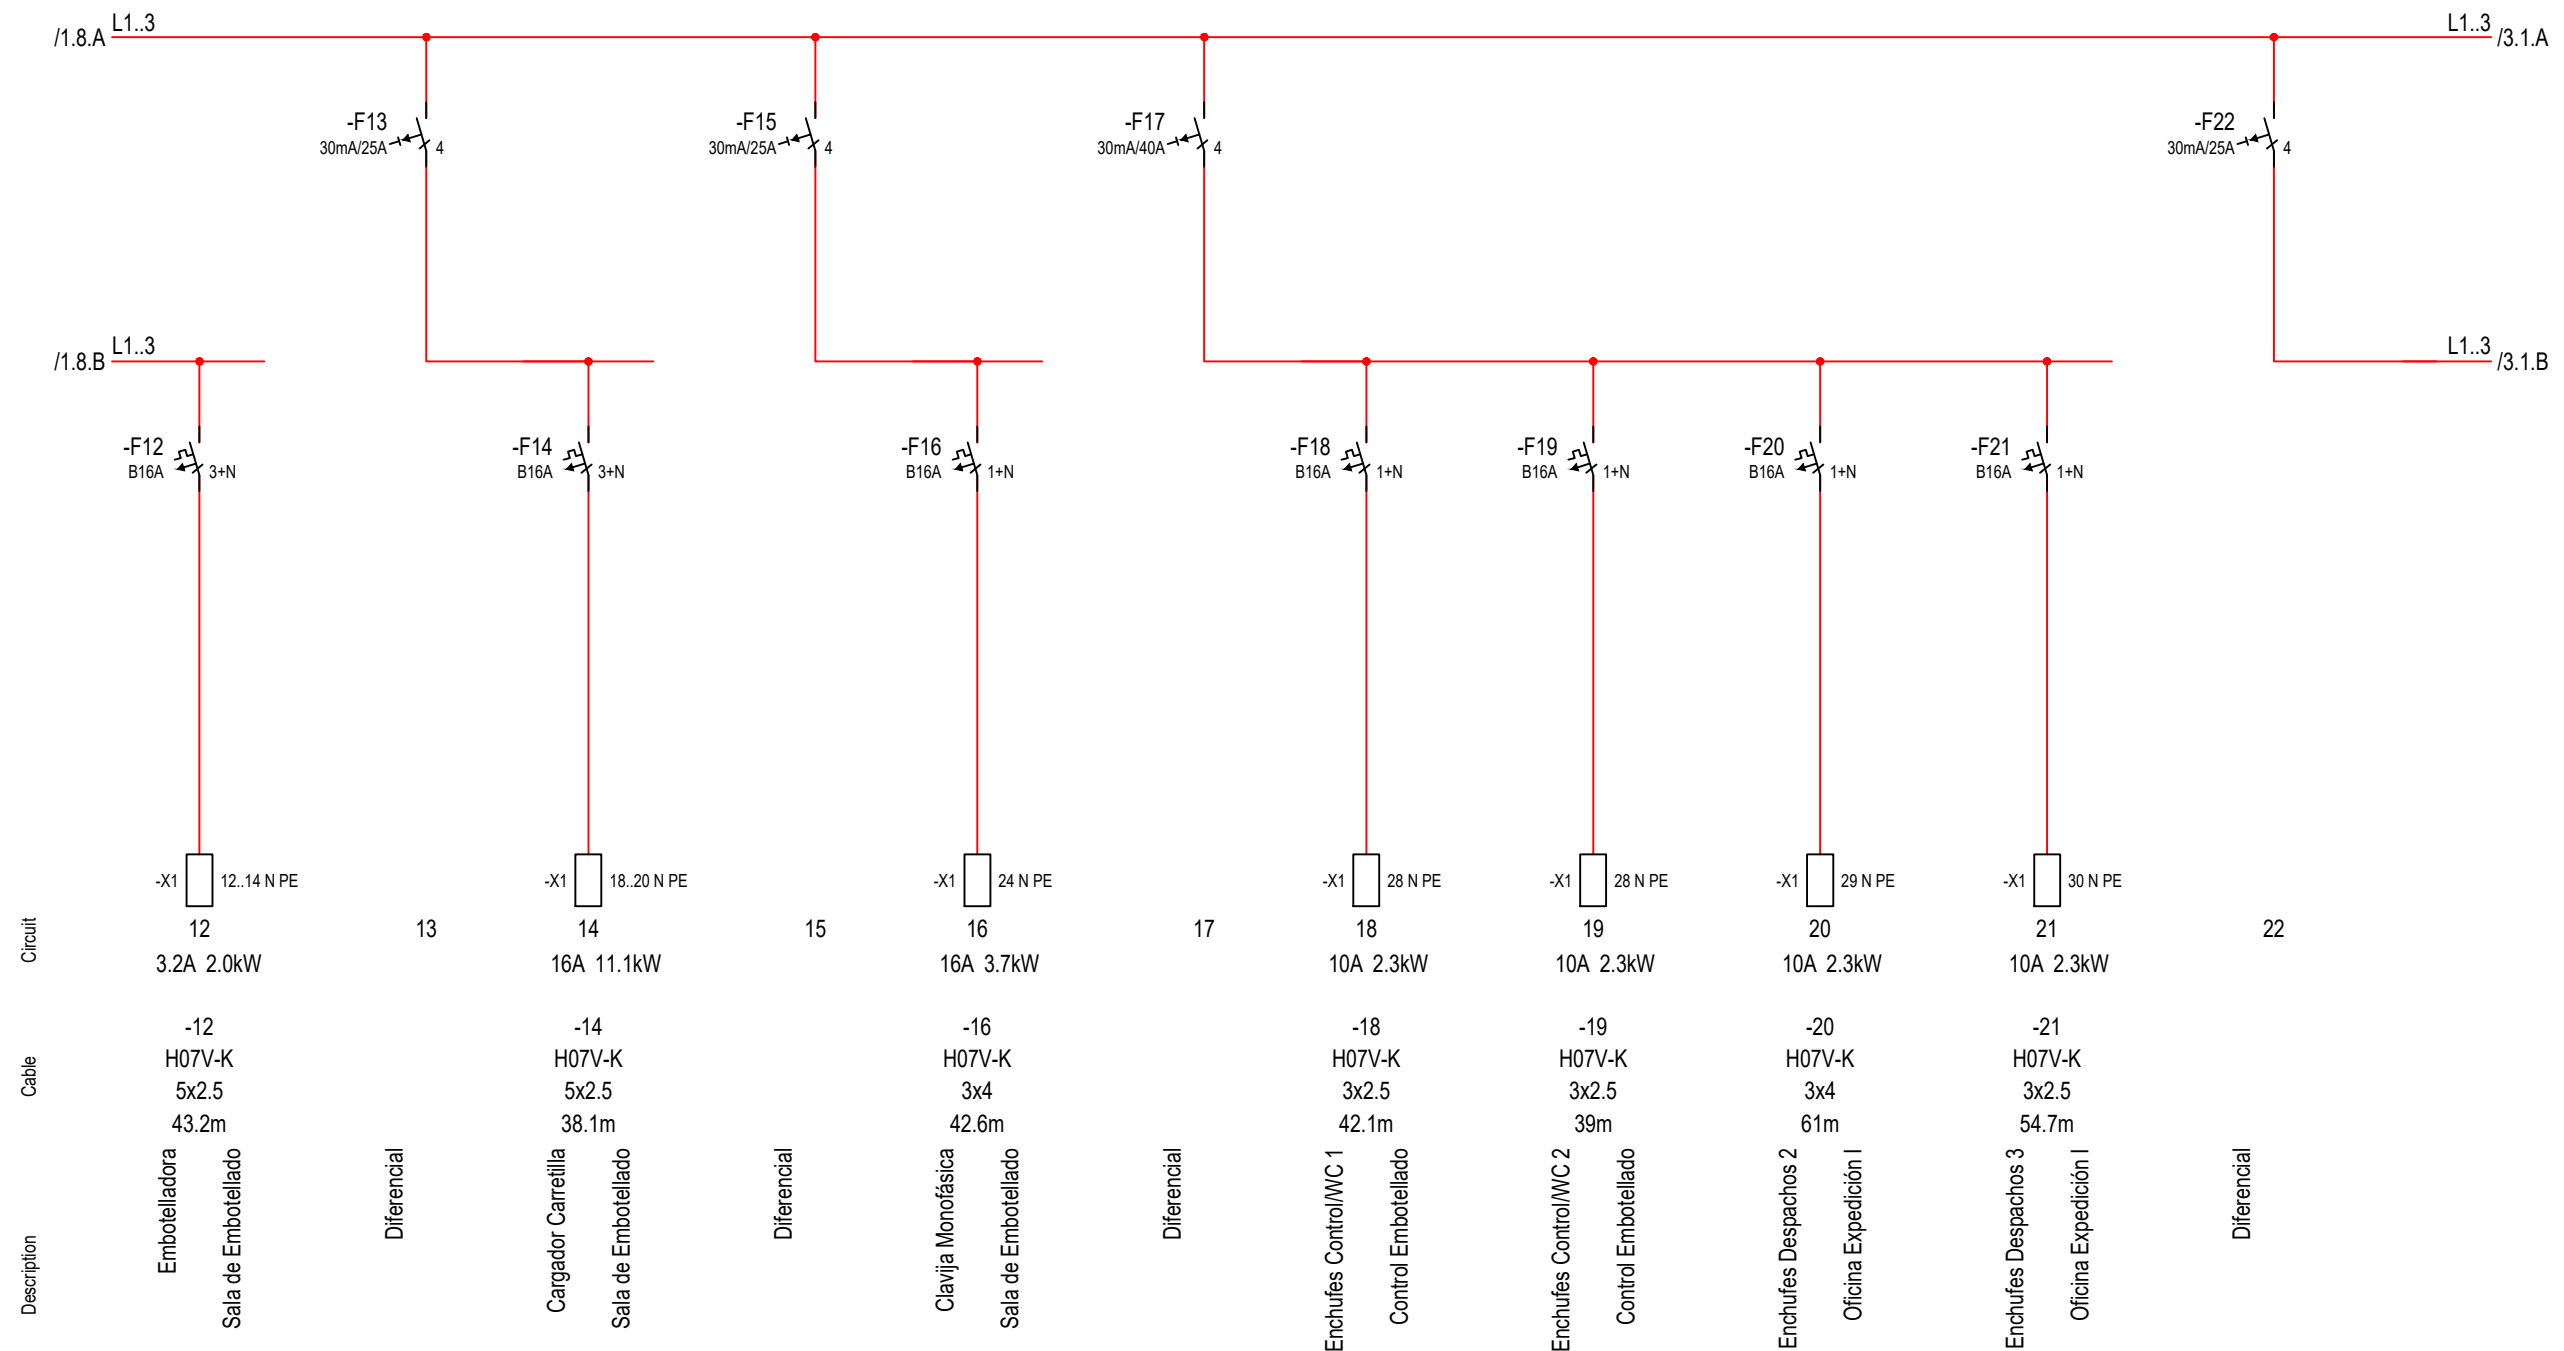 L1..3
L1..3
/1.8.A
/3.1.A
-F13
-F15
-F17
-F22
30mA/25A
4
30mA/25A
4
30mA/40A
4
30mA/25A
4
L1..3
L1..3
/1.8.B
/3.1.B
-F12
-F14
-F16
-F18
-F19
-F20
-F21
B16A
3+N
B16A
3+N
B16A
1+N
B16A
1+N
B16A
1+N
B16A
1+N
B16A
1+N
-X1
12..14 N PE
-X1
18..20 N PE
-X1
24 N PE
-X1
28 N PE
-X1
28 N PE
-X1
29 N PE
-X1
30 N PE
Circuit
12
13
14
15
16
17
18
19
20
21
22
3.2A 2.0kW
16A 11.1kW
16A 3.7kW
10A 2.3kW
10A 2.3kW
10A 2.3kW
10A 2.3kW
Cable
-12
-14
-16
-18
-19
-20
-21
H07V-K
H07V-K
H07V-K
H07V-K
H07V-K
H07V-K
H07V-K
5x2.5
5x2.5
3x4
3x2.5
3x2.5
3x4
3x2.5
43.2m
38.1m
42.6m
42.1m
39m
61m
54.7m
Description
Embotelladora
Sala de Embotellado
Diferencial
Cargador Carretilla
Sala de Embotellado
Diferencial
Clavija Monofásica
Sala de Embotellado
Diferencial
Enchufes Control/WC 1
Control Embotellado
Enchufes Control/WC 2
Control Embotellado
Enchufes Despachos 2
Oficina Expedición I
Enchufes Despachos 3
Oficina Expedición I
Diferencial